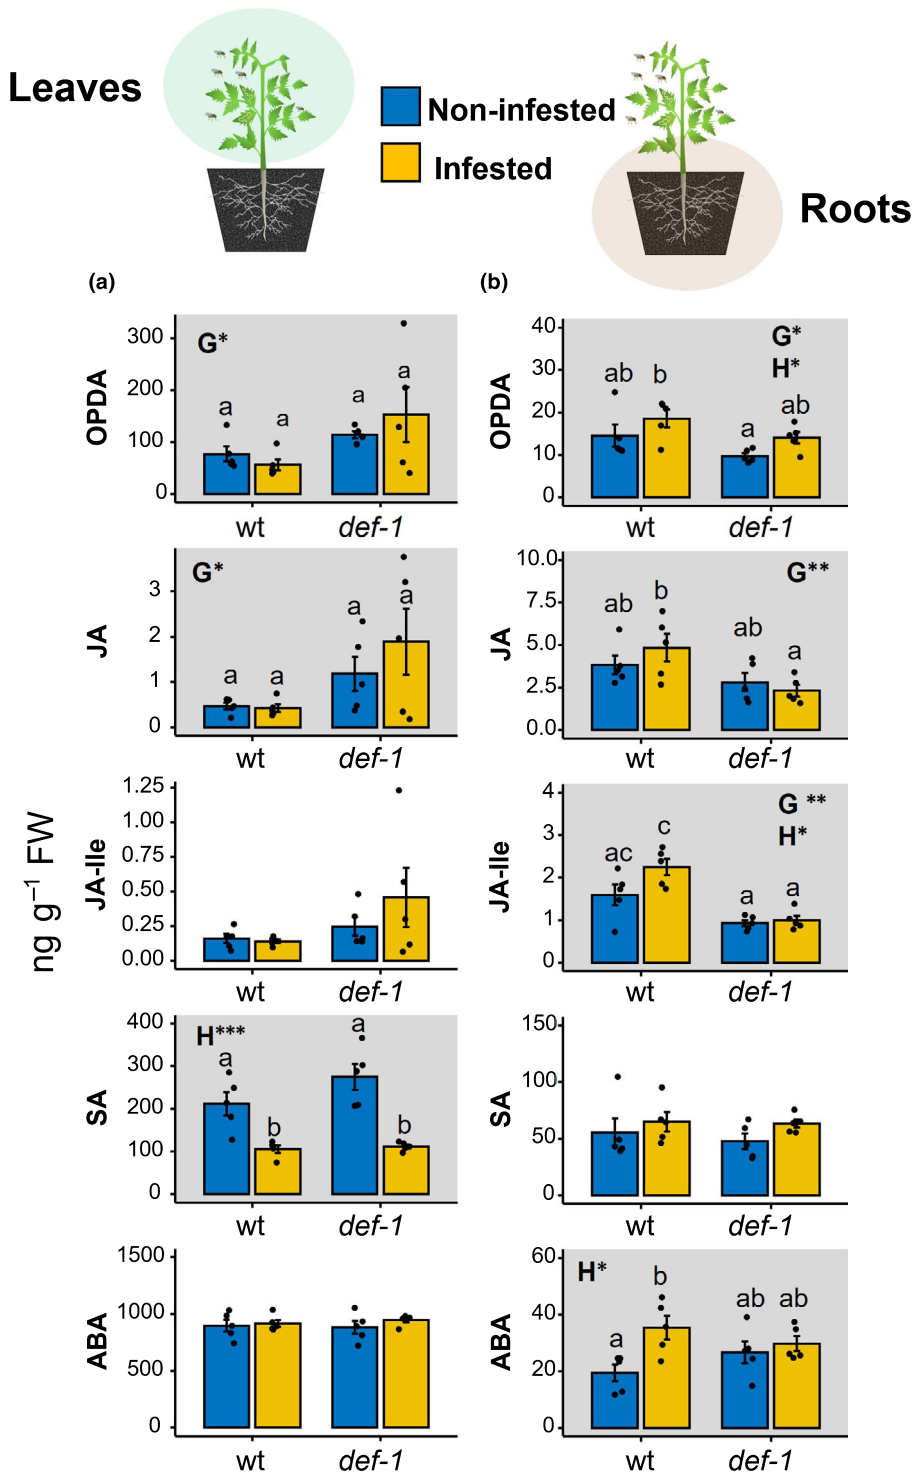 Leaves
Non-infested
Infested
Roots
(a)
(b)
ng g⁻¹ FW
OPDA
300
200
100
0
G*
a
a
a
a
wt
def-1
OPDA
40
30
20
10
0
G*
H*
ab
b
a
ab
wt
def-1
JA
3
2
1
0
G*
a
a
a
a
wt
def-1
JA
10.0
7.5
5.0
2.5
0.0
G**
ab
b
ab
a
wt
def-1
JA-Ile
1.25
1.00
0.75
0.50
0.25
0.00
wt
def-1
JA-Ile
4
3
2
1
0
G **
H*
ac
c
a
a
wt
def-1
SA
400
300
200
100
0
H***
a
b
a
b
wt
def-1
SA
150
100
50
0
wt
def-1
ABA
1500
1000
500
0
wt
def-1
ABA
60
40
20
0
H*
a
b
ab
ab
wt
def-1